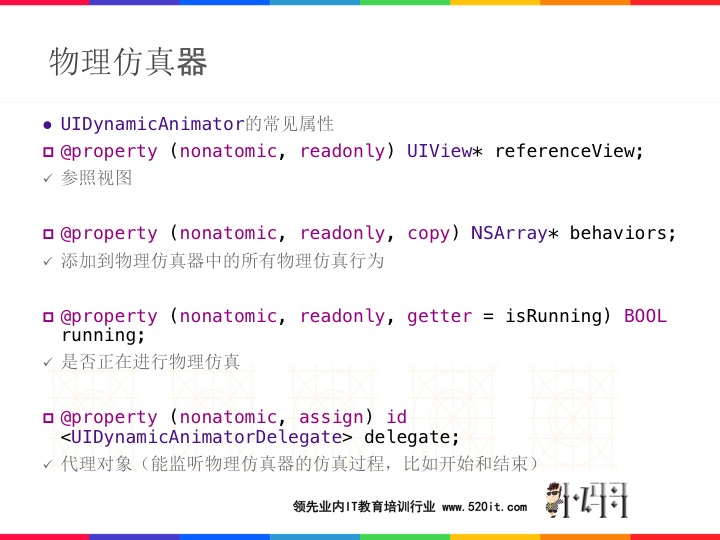 物理仿真器
UIDynamicAnimator的常见属性
@property (nonatomic, readonly) UIView* referenceView;
参照视图
@property (nonatomic, readonly, copy) NSArray* behaviors;
添加到物理仿真器中的所有物理仿真行为
@property (nonatomic, readonly, getter = isRunning) BOOL
running;
是否正在进行物理仿真
@property (nonatomic, assign) id
<UIDynamicAnimatorDelegate> delegate;
代理对象（能监听物理仿真器的仿真过程，比如开始和结束）
领先业内IT教育培训行业 www.520it.com
小码哥